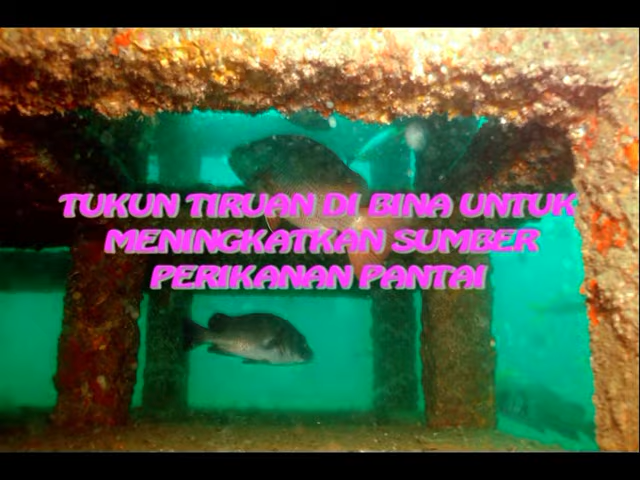 TUKUN TIRUAN DI BINA UNTUK
MENINGKATKAN SUMBER
PERIKANAN PANTAI